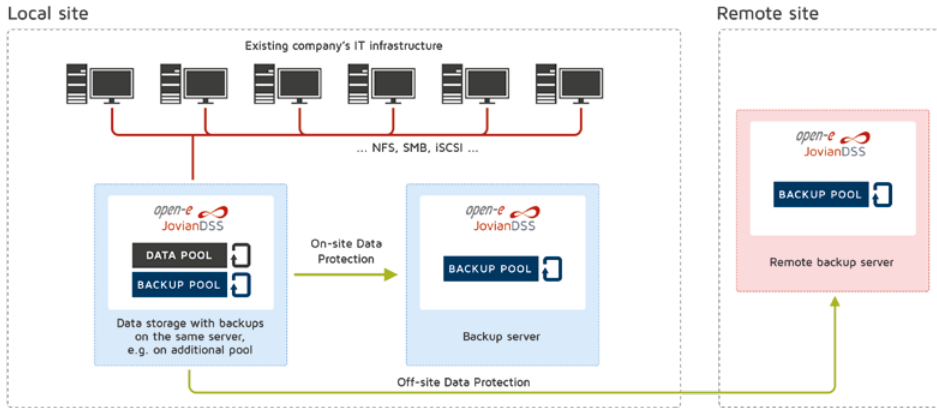 Local site
Remote site
Existing company's IT infrastructure
... NFS, SMB, iSCSI ...
open-e
JovianDSS
DATA POOL
BACKUP POOL
Data storage with backups
on the same server,
e.g. on additional pool
On-site Data
Protection
open-e
JovianDSS
BACKUP POOL
Backup server
open-e
JovianDSS
BACKUP POOL
Remote backup server
Off-site Data Protection